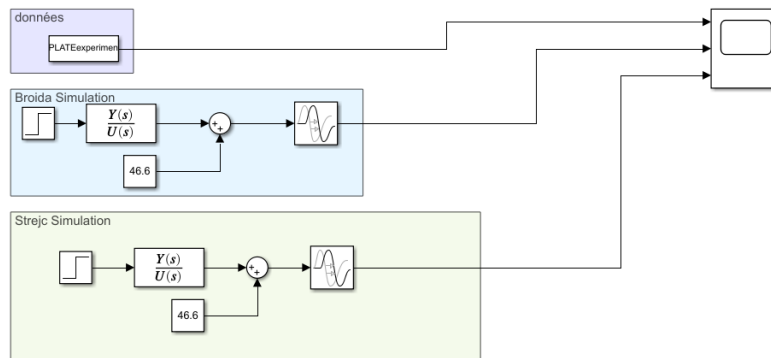 données
PLATEexperimen
Broida Simulation
Y(s)
U(s)
+
+
46.6
Strejc Simulation
Y(s)
U(s)
+
+
46.6